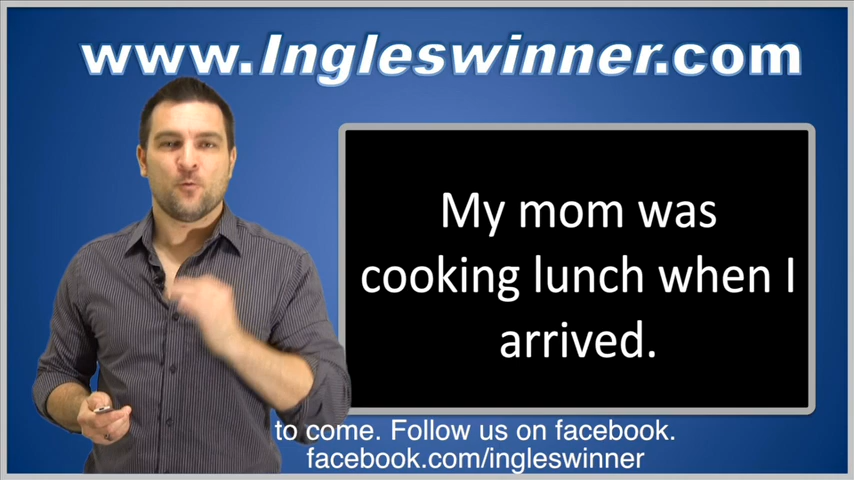 www.Ingleswinner.com
My mom was
cooking lunch when I
arrived.
to come. Follow us on facebook.
facebook.com/ingleswinner